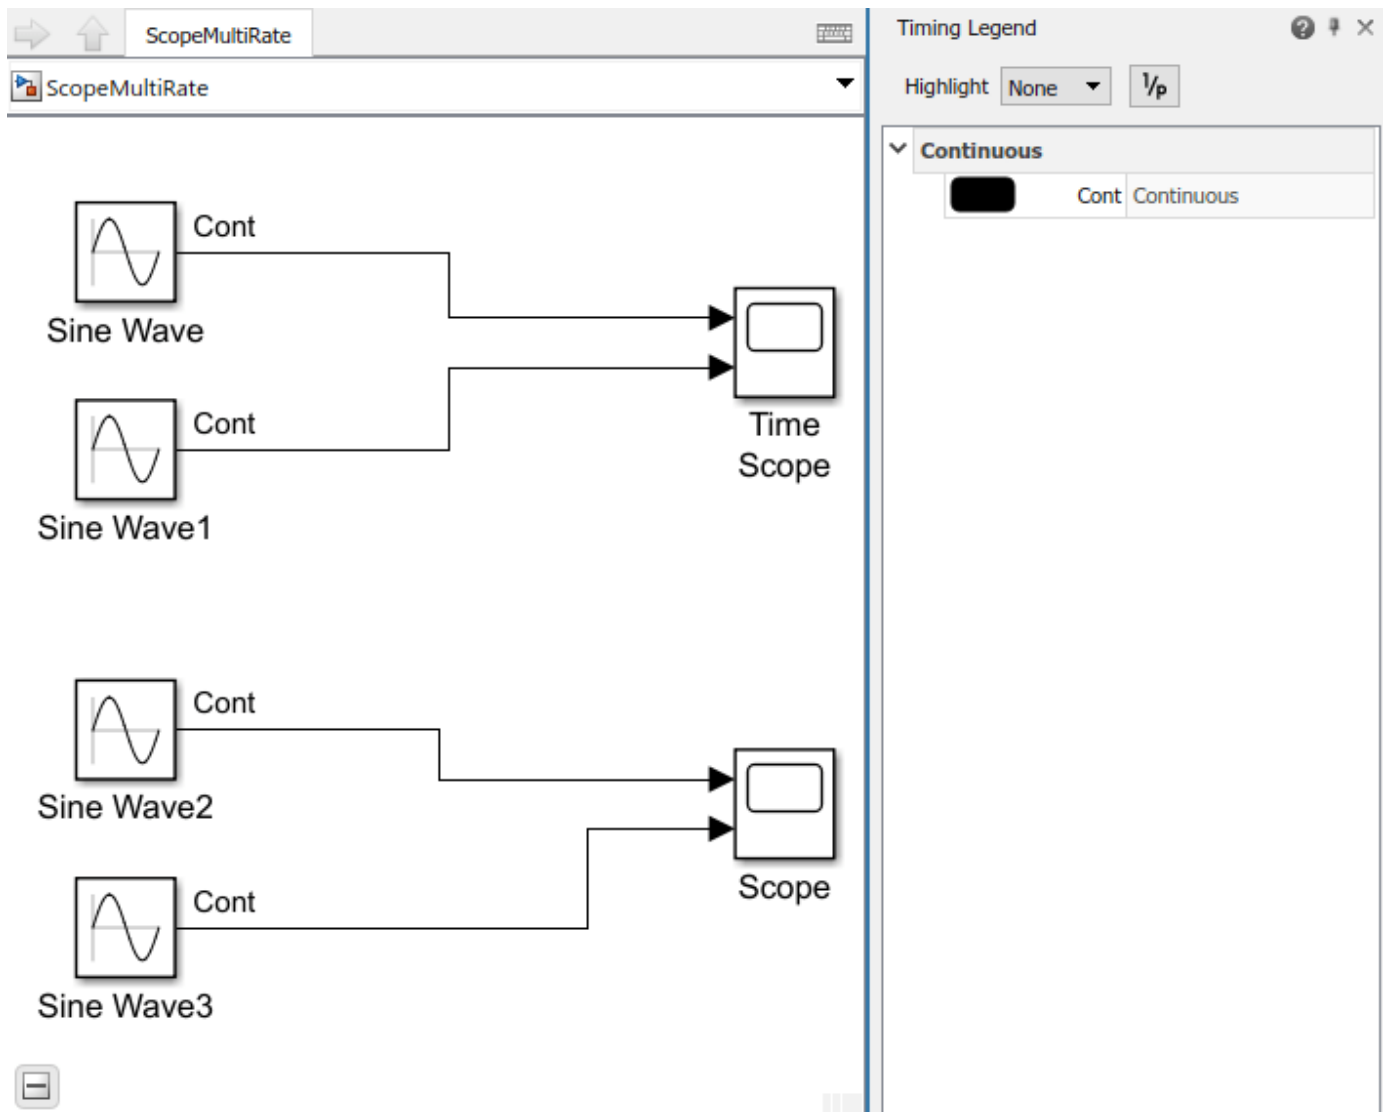 ScopeMultiRate
ScopeMultiRate
Cont
Sine Wave
Cont
Sine Wave1
Time
Scope
Cont
Sine Wave2
Cont
Sine Wave3
Scope
Timing Legend
Highlight None 1/p
Continuous
Cont Continuous